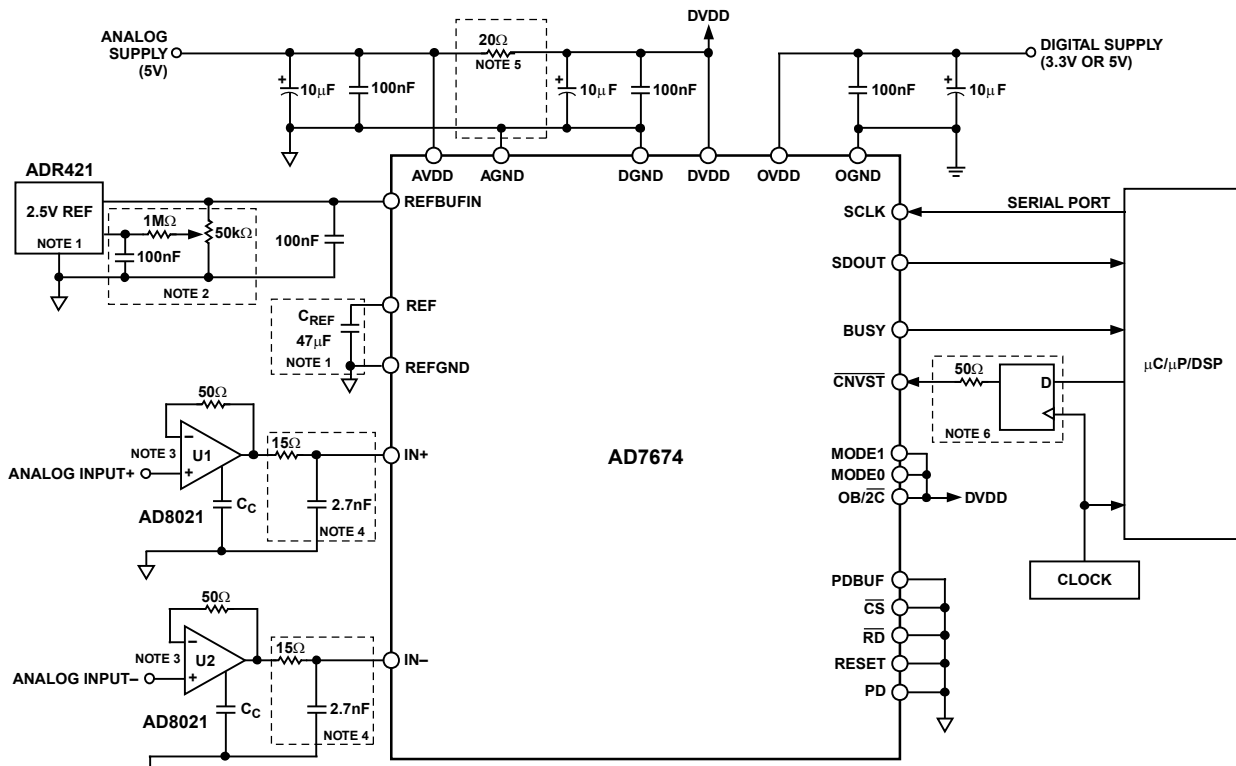 ANALOG
SUPPLY
(5V)
20Ω
NOTE 5
DVDD
DIGITAL SUPPLY
(3.3V OR 5V)
+
10μF
100nF
+
10μF
100nF
100nF
+
10μF
AVDD
AGND
DGND
DVDD
OVDD
OGND
ADR421
2.5V REF
NOTE 1
1MΩ
50kΩ
100nF
100nF
NOTE 2
REFBUFIN
CREF
47μF
NOTE 1
REF
REFGND
50Ω
NOTE 3
–
+
U1
ANALOG INPUT+
AD8021
CC
15Ω
2.7nF
NOTE 4
IN+
50Ω
NOTE 3
–
+
U2
ANALOG INPUT–
AD8021
CC
15Ω
2.7nF
NOTE 4
IN–
AD7674
SCLK
SERIAL PORT
SDOUT
BUSY
CNVST
50Ω
D
NOTE 6
μC/μP/DSP
MODE1
MODE0
OB/2C
DVDD
CLOCK
PDBUF
CS
RD
RESET
PD